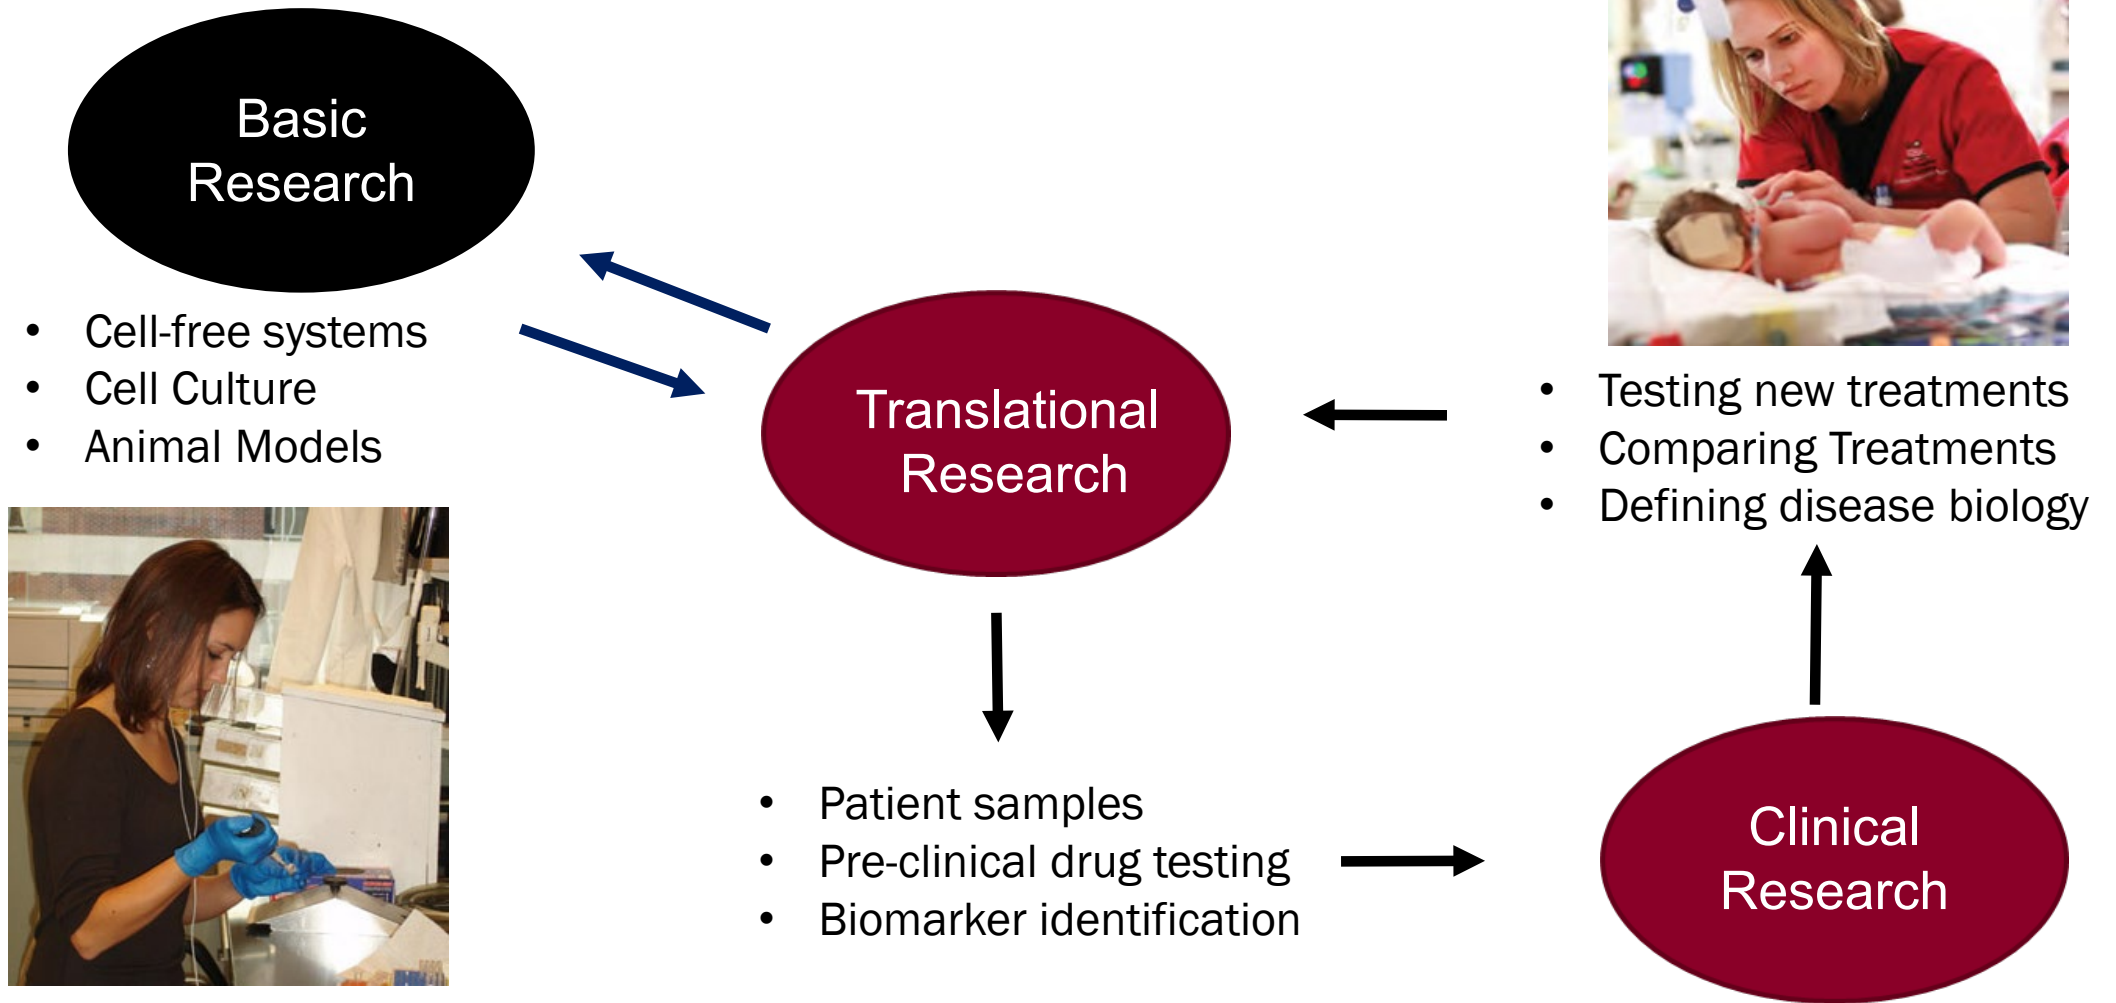 Basic
Research
• Cell-free systems
• Cell Culture
• Animal Models
Translational
Research
• Testing new treatments
• Comparing Treatments
• Defining disease biology
• Patient samples
• Pre-clinical drug testing
• Biomarker identification
Clinical
Research